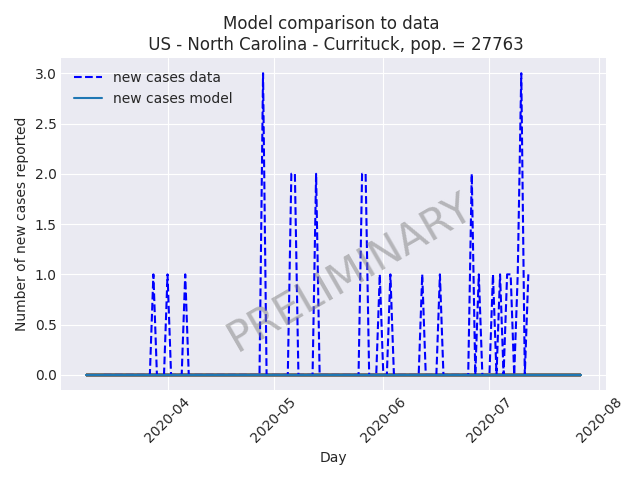 Model comparison to data
US - North Carolina - Currituck, pop. = 27763
3.0
2.5
2.0
1.5
1.0
0.5
0.0
Number of new cases reported
new cases data
new cases model
PRELIMINARY
2020-04
2020-05
2020-06
2020-07
2020-08
Day